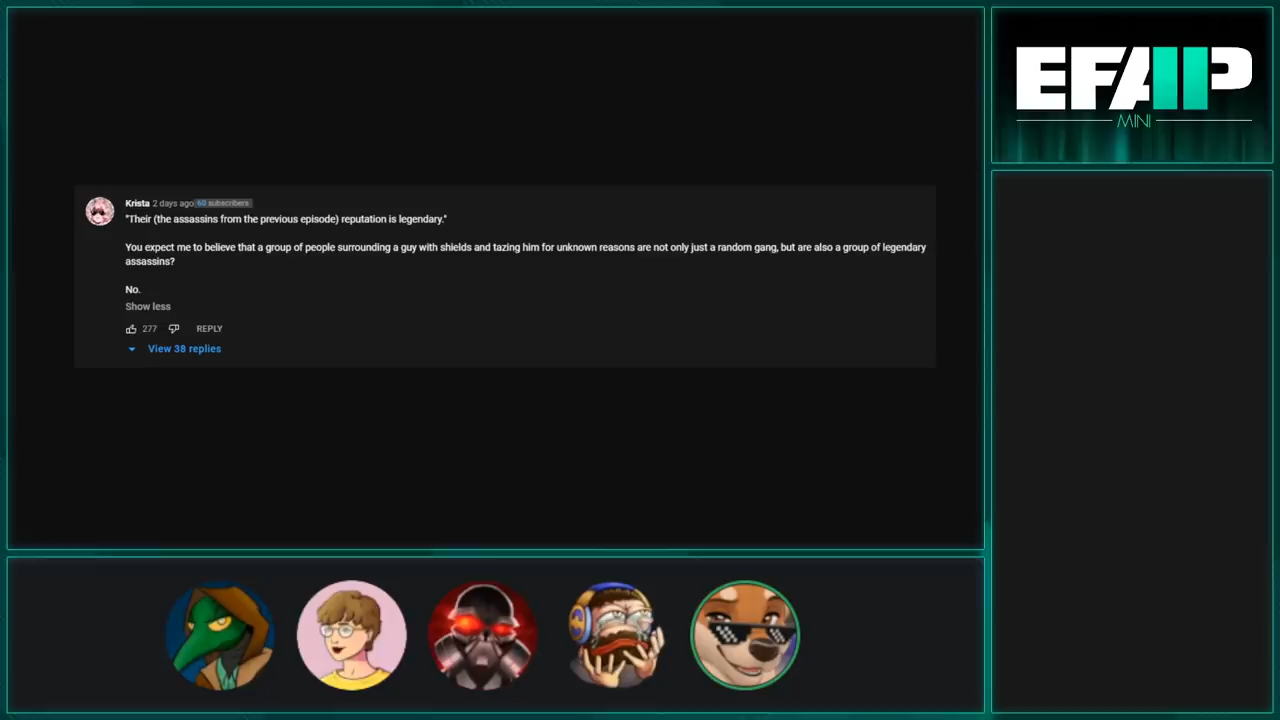 EFAP
MINI
Krista 2 days ago 60 subscribers
"Their (the assassins from the previous episode) reputation is legendary."
You expect me to believe that a group of people surrounding a guy with shields and tazing him for unknown reasons are not only just a random gang, but are also a group of legendary
assassins?
No.
Show less
277 REPLY
View 38 replies